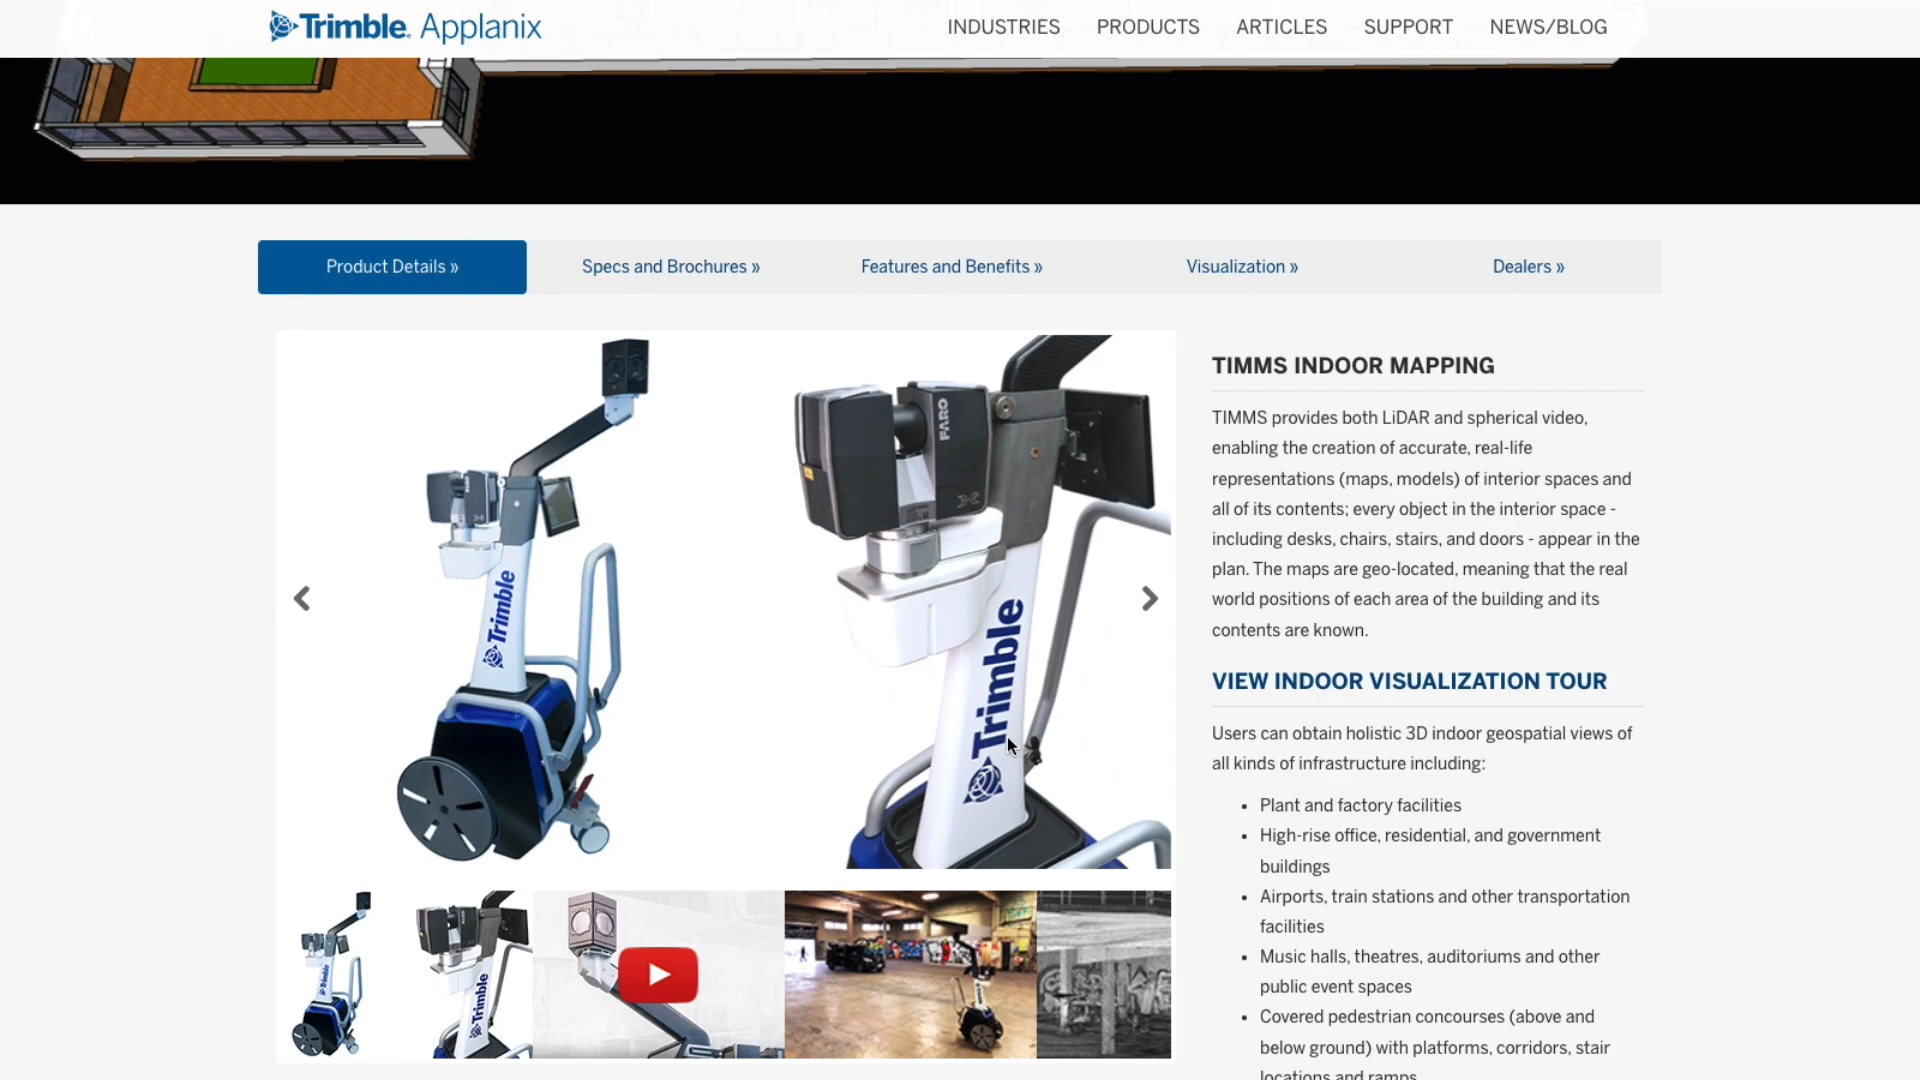 Trimble. Applanix
INDUSTRIES
PRODUCTS
ARTICLES
SUPPORT
NEWS/BLOG
Product Details »
Specs and Brochures »
Features and Benefits »
Visualization »
Dealers »
FARO
Trimble
Trimble
TIMMS INDOOR MAPPING
TIMMS provides both LiDAR and spherical video,
enabling the creation of accurate, real-life
representations (maps, models) of interior spaces and
all of its contents; every object in the interior space -
including desks, chairs, stairs, and doors - appear in the
plan. The maps are geo-located, meaning that the real
world positions of each area of the building and its
contents are known.
VIEW INDOOR VISUALIZATION TOUR
Users can obtain holistic 3D indoor geospatial views of
all kinds of infrastructure including:
• Plant and factory facilities
• High-rise office, residential, and government
buildings
• Airports, train stations and other transportation
facilities
• Music halls, theatres, auditoriums and other
public event spaces
• Covered pedestrian concourses (above and
below ground) with platforms, corridors, stair
locations and ramps
Trimble
Trimble